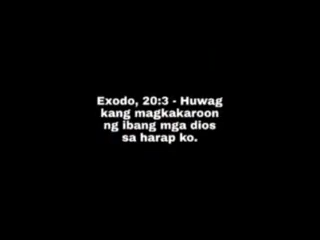 Exodo, 20:3 - Huwag
kang magkakaroon
ng ibang mga dios
sa harap ko.